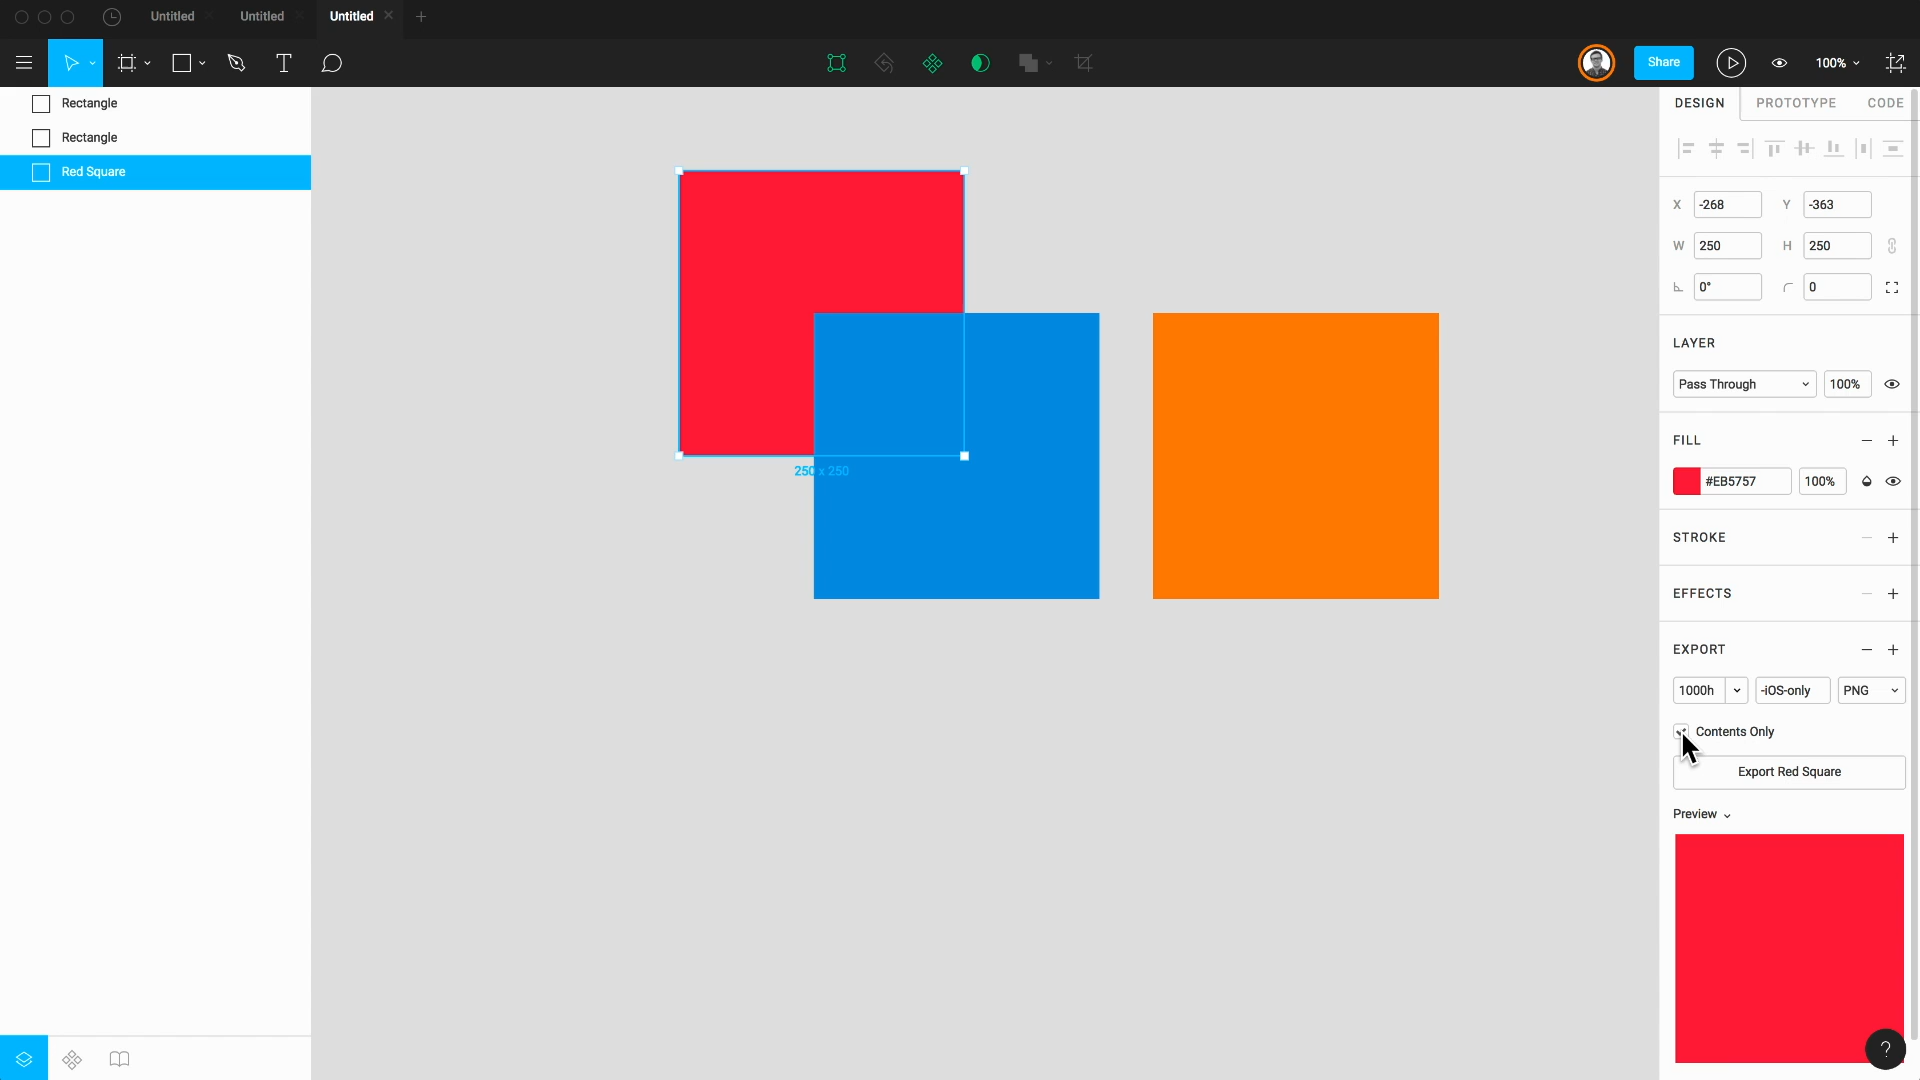 Untitled Untitled Untitled
Share 100%
Rectangle
Rectangle
Red Square
250 x 250
DESIGN PROTOTYPE CODE
X -268 Y -363
W 250 H 250
0° 0
LAYER
Pass Through 100%
FILL
#EB5757 100%
STROKE
EFFECTS
EXPORT
1000h -iOS-only PNG
Contents Only
Export Red Square
Preview
?